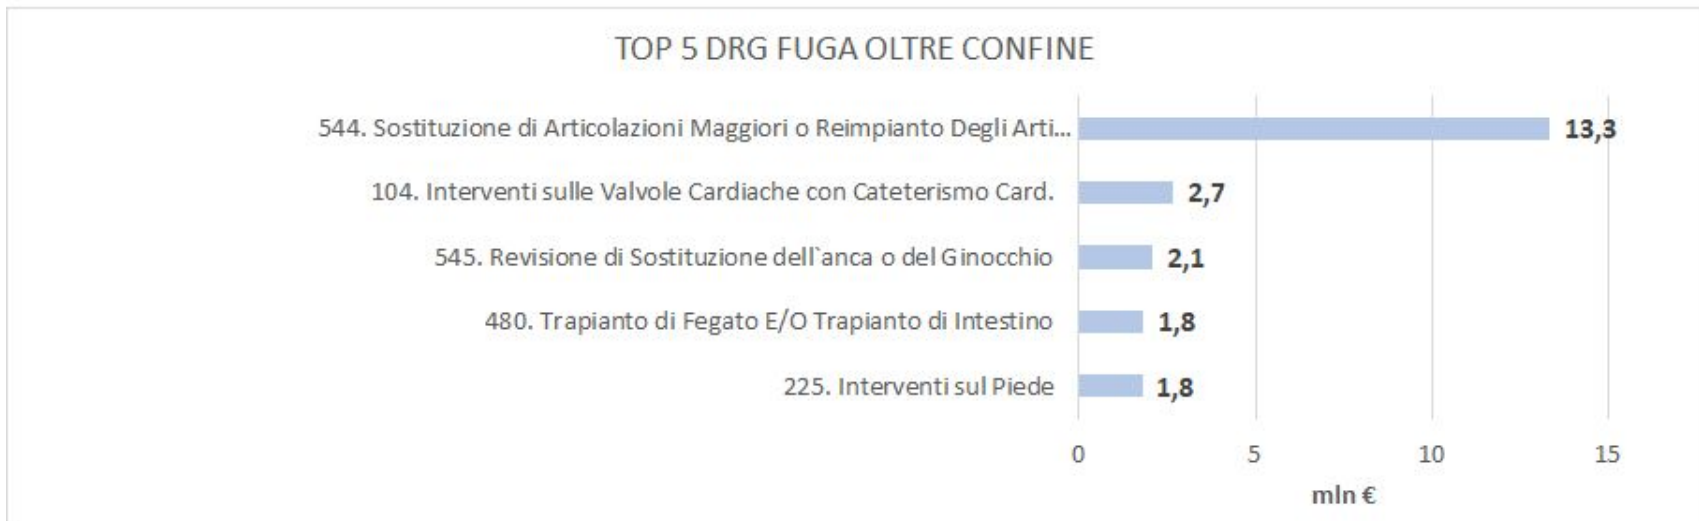 TOP 5 DRG FUGA OLTRE CONFINE
544. Sostituzione di Articolazioni Maggiori o Reimpianto Degli Arti... 13,3
104. Interventi sulle Valvole Cardiache con Cateterismo Card. 2,7
545. Revisione di Sostituzione dell`anca o del Ginocchio 2,1
480. Trapianto di Fegato E/O Trapianto di Intestino 1,8
225. Interventi sul Piede 1,8
0 5 10 15
mln €